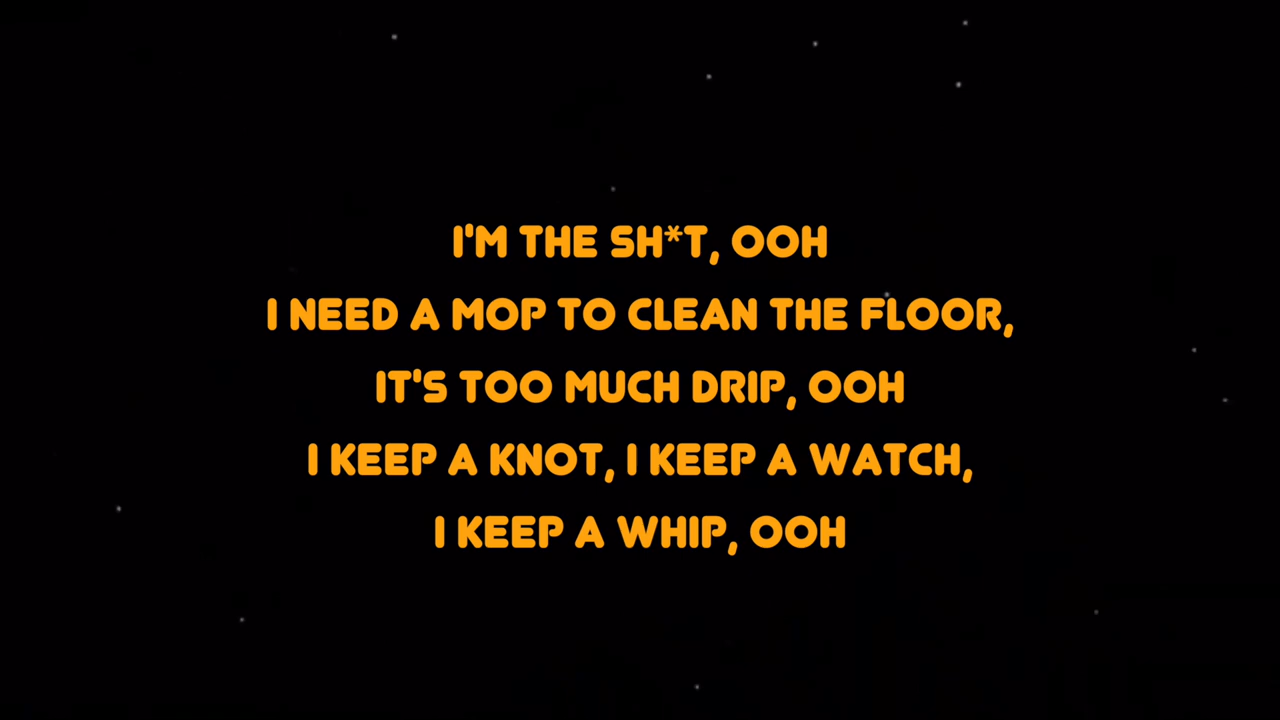 I'M THE SH*T, OOH
I NEED A MOP TO CLEAN THE FLOOR,
IT'S TOO MUCH DRIP, OOH
I KEEP A KNOT, I KEEP A WATCH,
I KEEP A WHIP, OOH